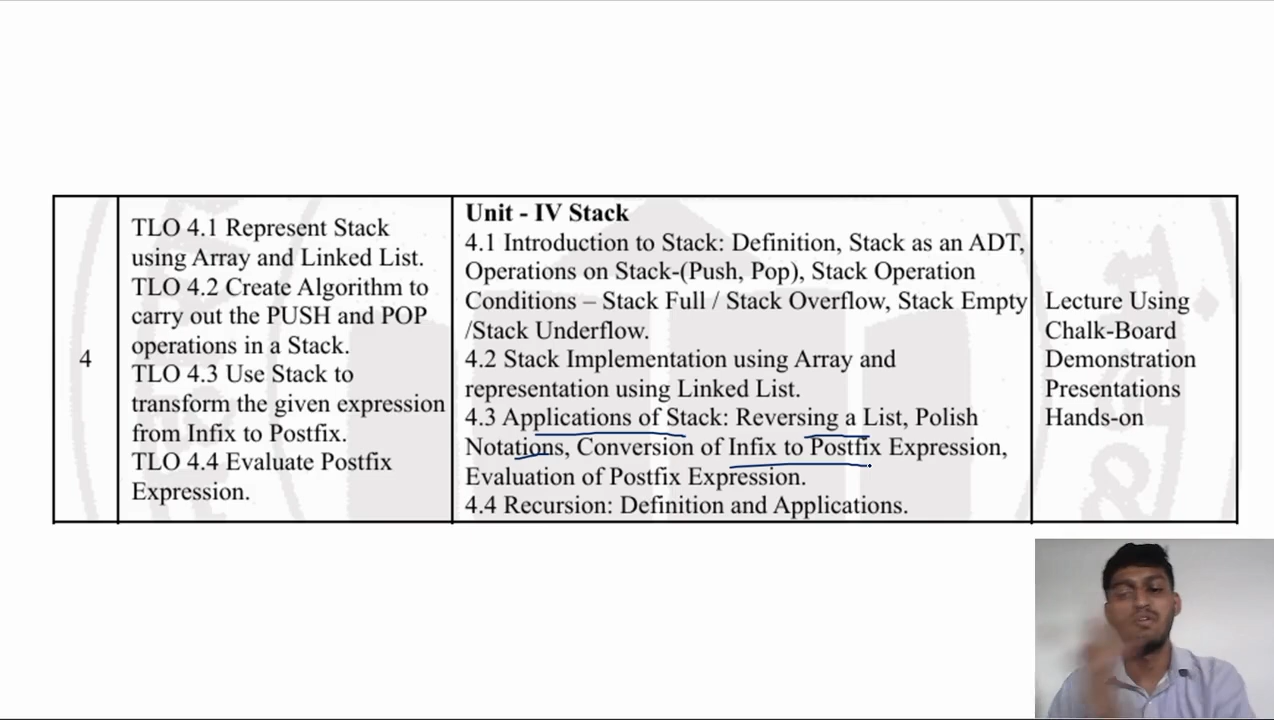 4
TLO 4.1 Represent Stack
using Array and Linked List.
TLO 4.2 Create Algorithm to
carry out the PUSH and POP
operations in a Stack.
TLO 4.3 Use Stack to
transform the given expression
from Infix to Postfix.
TLO 4.4 Evaluate Postfix
Expression.
Unit - IV Stack
4.1 Introduction to Stack: Definition, Stack as an ADT,
Operations on Stack-(Push, Pop), Stack Operation
Conditions – Stack Full / Stack Overflow, Stack Empty
/Stack Underflow.
4.2 Stack Implementation using Array and
representation using Linked List.
4.3 Applications of Stack: Reversing a List, Polish
Notations, Conversion of Infix to Postfix Expression,
Evaluation of Postfix Expression.
4.4 Recursion: Definition and Applications.
Lecture Using
Chalk-Board
Demonstration
Presentations
Hands-on